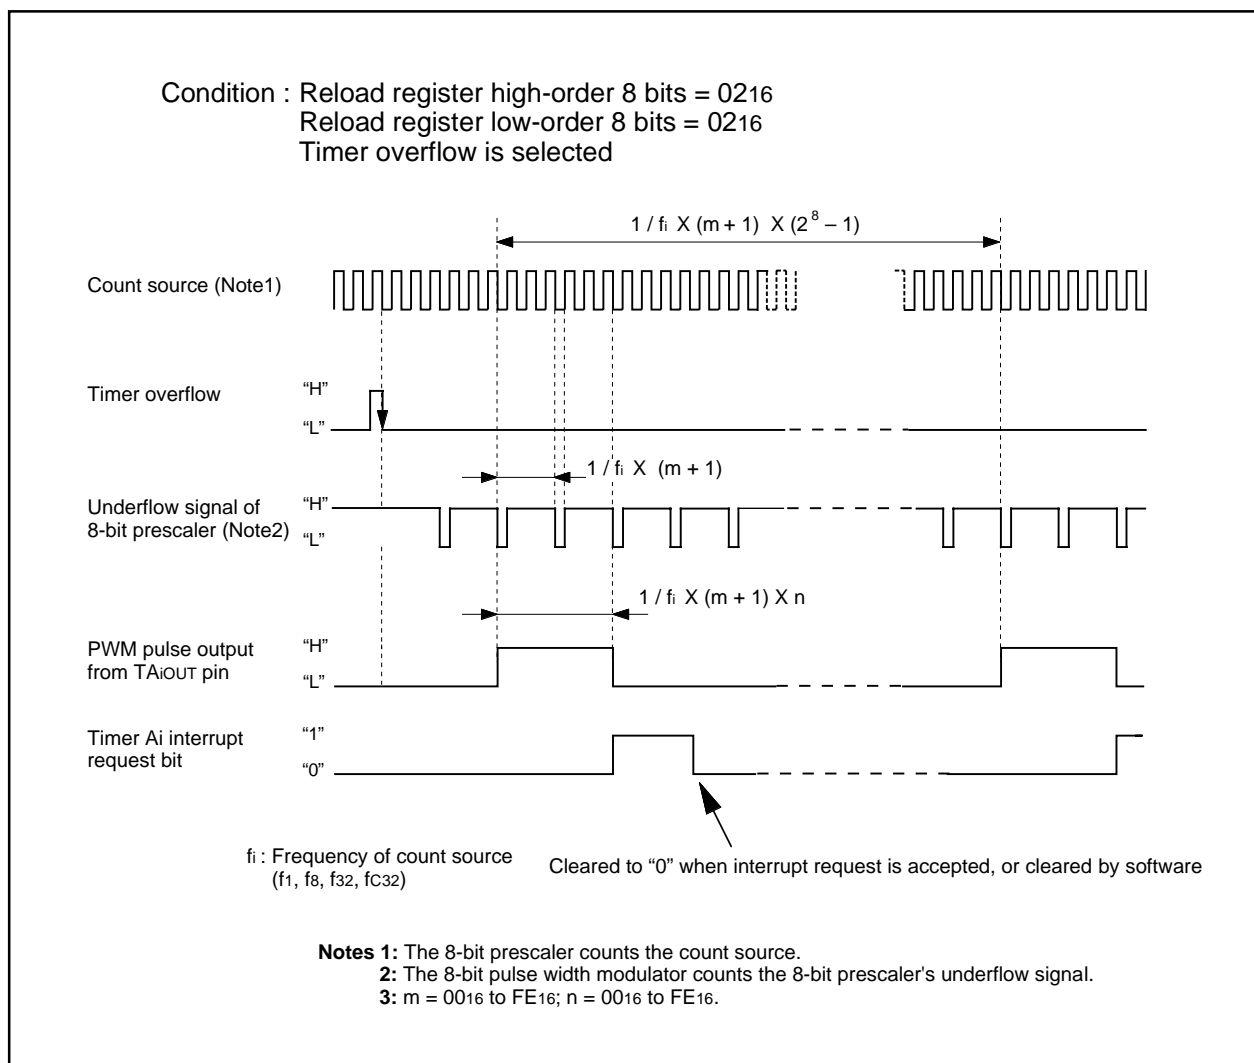 Condition : Reload register high-order 8 bits = 0216
Reload register low-order 8 bits = 0216
Timer overflow is selected
1 / fi X (m + 1) X (2^8 – 1)
Count source (Note1)
Timer overflow
“H”
“L”
1 / fi X (m + 1)
Underflow signal of
8-bit prescaler (Note2)
“H”
“L”
1 / fi X (m + 1) X n
PWM pulse output
from TAiOUT pin
“H”
“L”
Timer Ai interrupt
request bit
“1”
“0”
fi : Frequency of count source
(f1, f8, f32, fC32)
Cleared to “0” when interrupt request is accepted, or cleared by software
Notes 1: The 8-bit prescaler counts the count source.
2: The 8-bit pulse width modulator counts the 8-bit prescaler's underflow signal.
3: m = 0016 to FE16; n = 0016 to FE16.